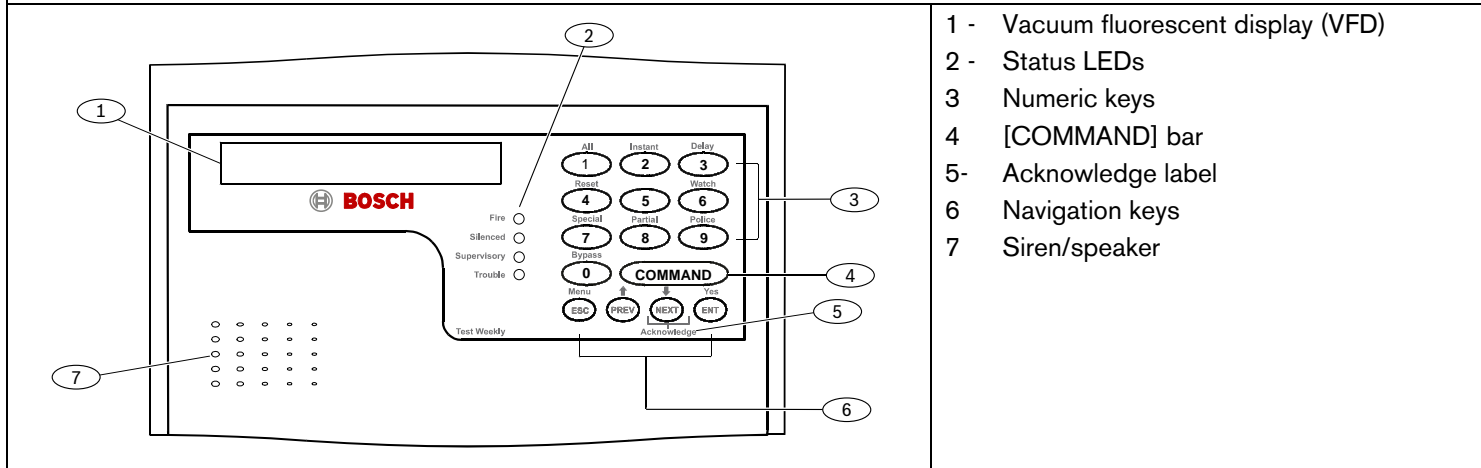 2
1
BOSCH
All Instant Delay
1 2 3
Reset Watch
4 5 6
3
Special Partial Police
7 8 9
Bypass
0 COMMAND
4
Menu Yes
ESC PREV NEXT ENT
Acknowledge
5
Fire
Silenced
Supervisory
Trouble
Test Weekly
7
6
1 - Vacuum fluorescent display (VFD)
2 - Status LEDs
3 Numeric keys
4 [COMMAND] bar
5- Acknowledge label
6 Navigation keys
7 Siren/speaker